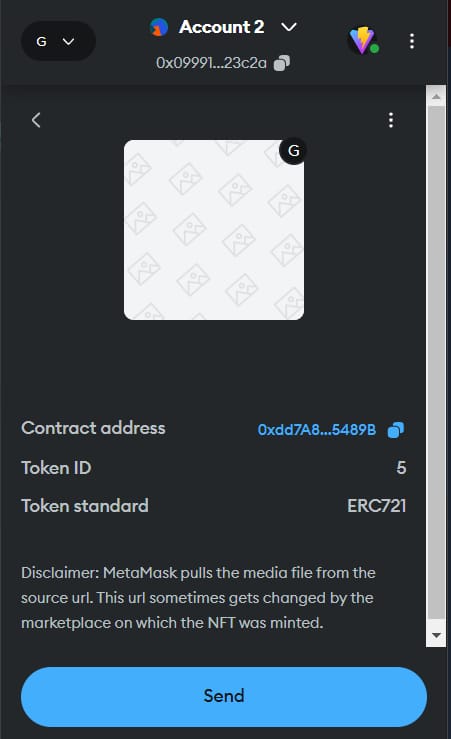 G
Account 2
0x09991...23c2a
G
Contract address 0xdd7A8...5489B
Token ID 5
Token standard ERC721
Disclaimer: MetaMask pulls the media file from the
source url. This url sometimes gets changed by the
marketplace on which the NFT was minted.
Send